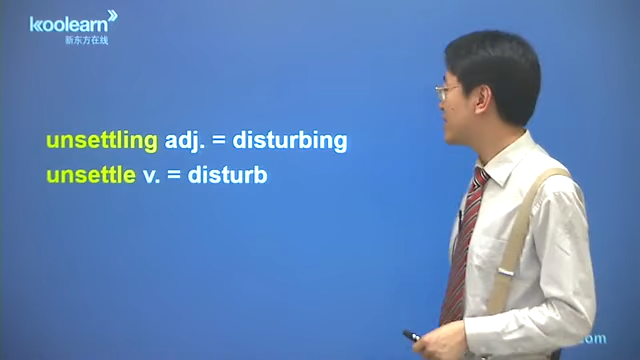 koolearn
新东方在线
unsettling adj. = disturbing
unsettle v. = disturb
.com